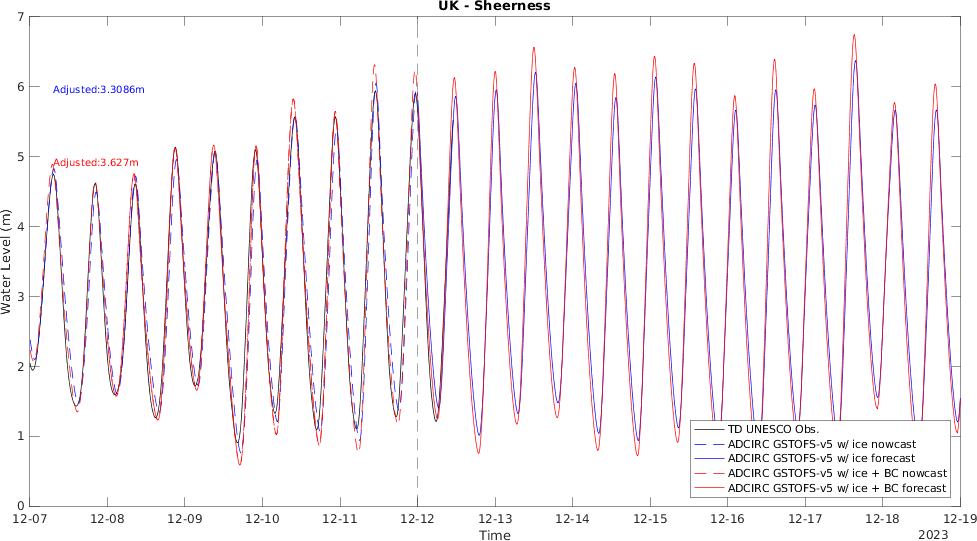 UK - Sheerness
7
6
5
4
3
2
1
0
Water Level (m)
Adjusted:3.3086m
Adjusted:3.627m
TD UNESCO Obs.
ADCIRC GSTOFS-v5 w/ ice nowcast
ADCIRC GSTOFS-v5 w/ ice forecast
ADCIRC GSTOFS-v5 w/ ice + BC nowcast
ADCIRC GSTOFS-v5 w/ ice + BC forecast
12-07 12-08 12-09 12-10 12-11 12-12 12-13 12-14 12-15 12-16 12-17 12-18 12-19
Time
2023